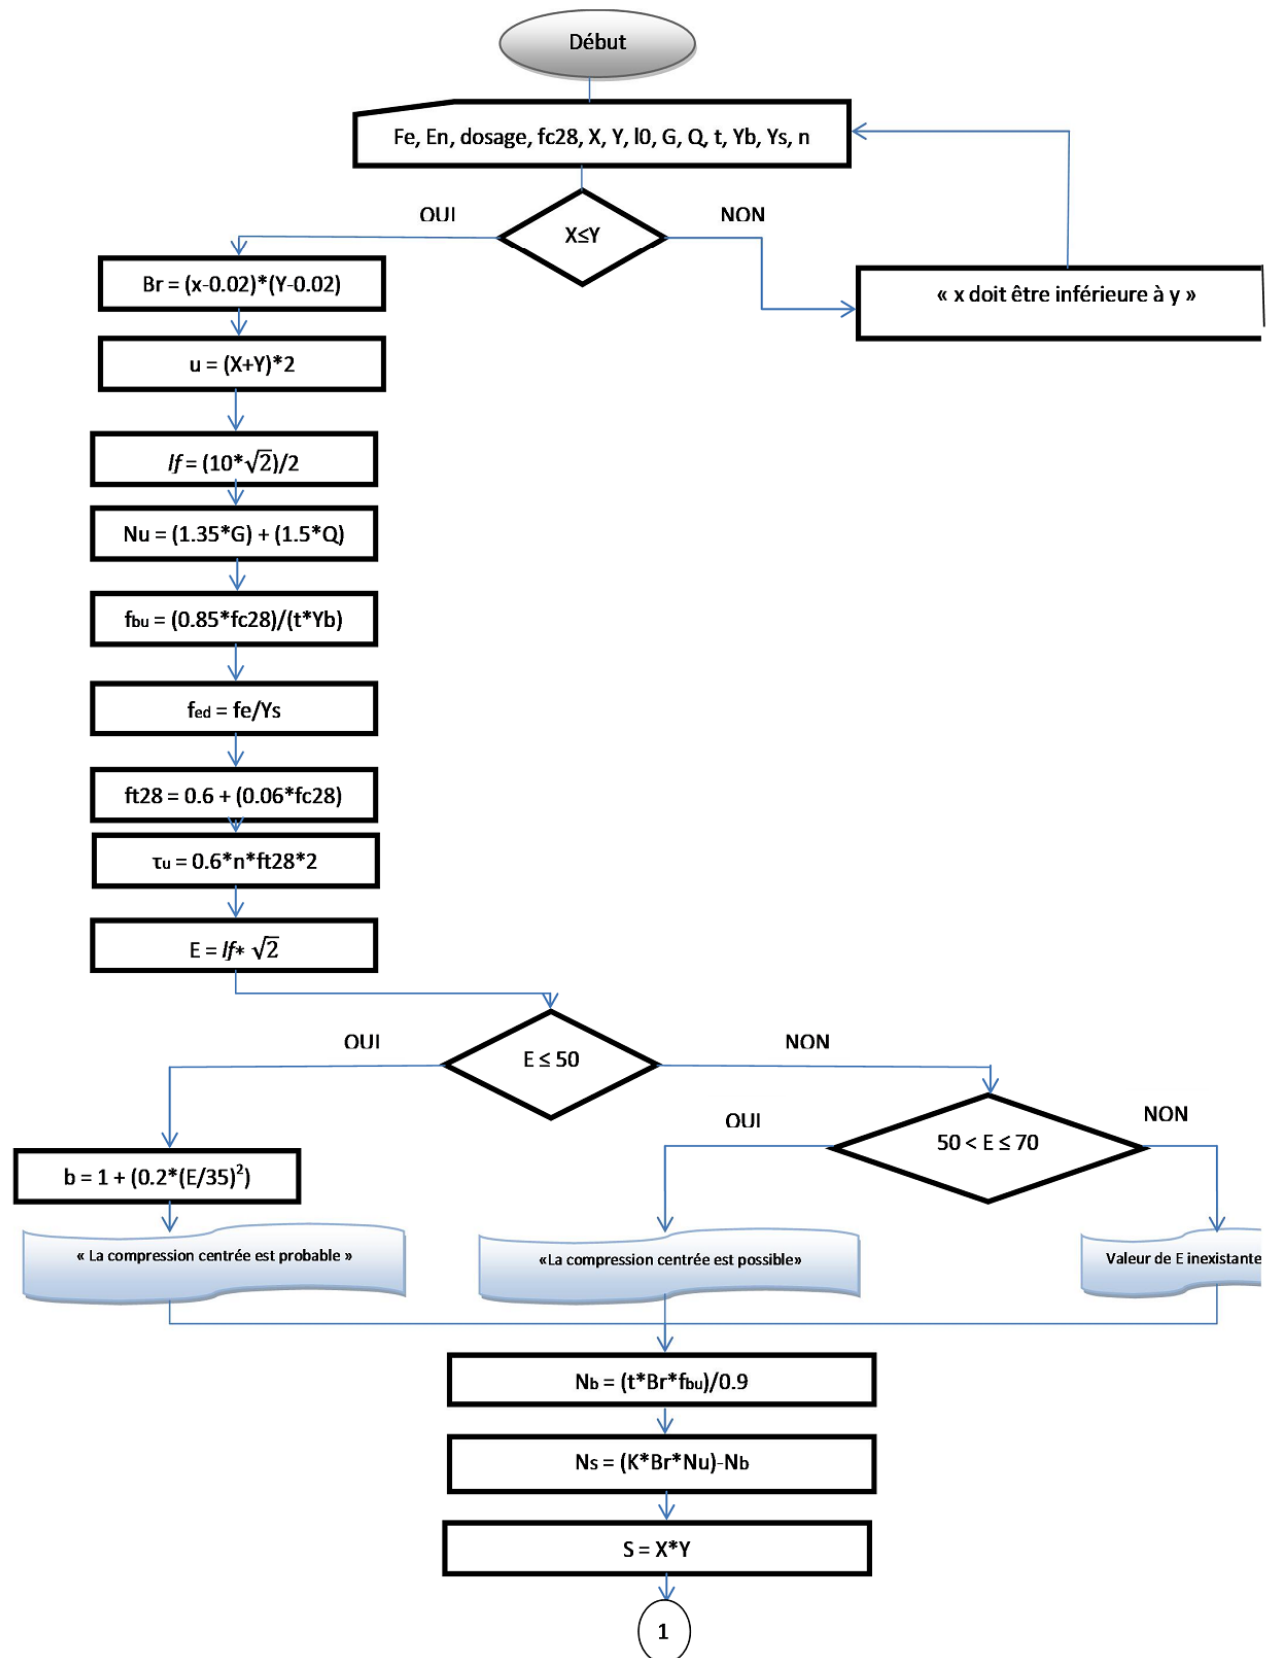 Début
Fe, En, dosage, fc28, X, Y, l0, G, Q, t, Yb, Ys, n
OUI
NON
X≤Y
Br = (x-0.02)*(Y-0.02)
« x doit être inférieure à y »
u = (X+Y)*2
lf = (10*√2)/2
Nu = (1.35*G) + (1.5*Q)
fbu = (0.85*fc28)/(t*Yb)
fed = fe/Ys
ft28 = 0.6 + (0.06*fc28)
τu = 0.6*n*ft28*2
E = lf* √2
OUI
E ≤ 50
NON
OUI
50 < E ≤ 70
NON
b = 1 + (0.2*(E/35)²)
« La compression centrée est probable »
«La compression centrée est possible»
Valeur de E inexistante
Nb = (t*Br*fbu)/0.9
Ns = (K*Br*Nu)-Nb
S = X*Y
1